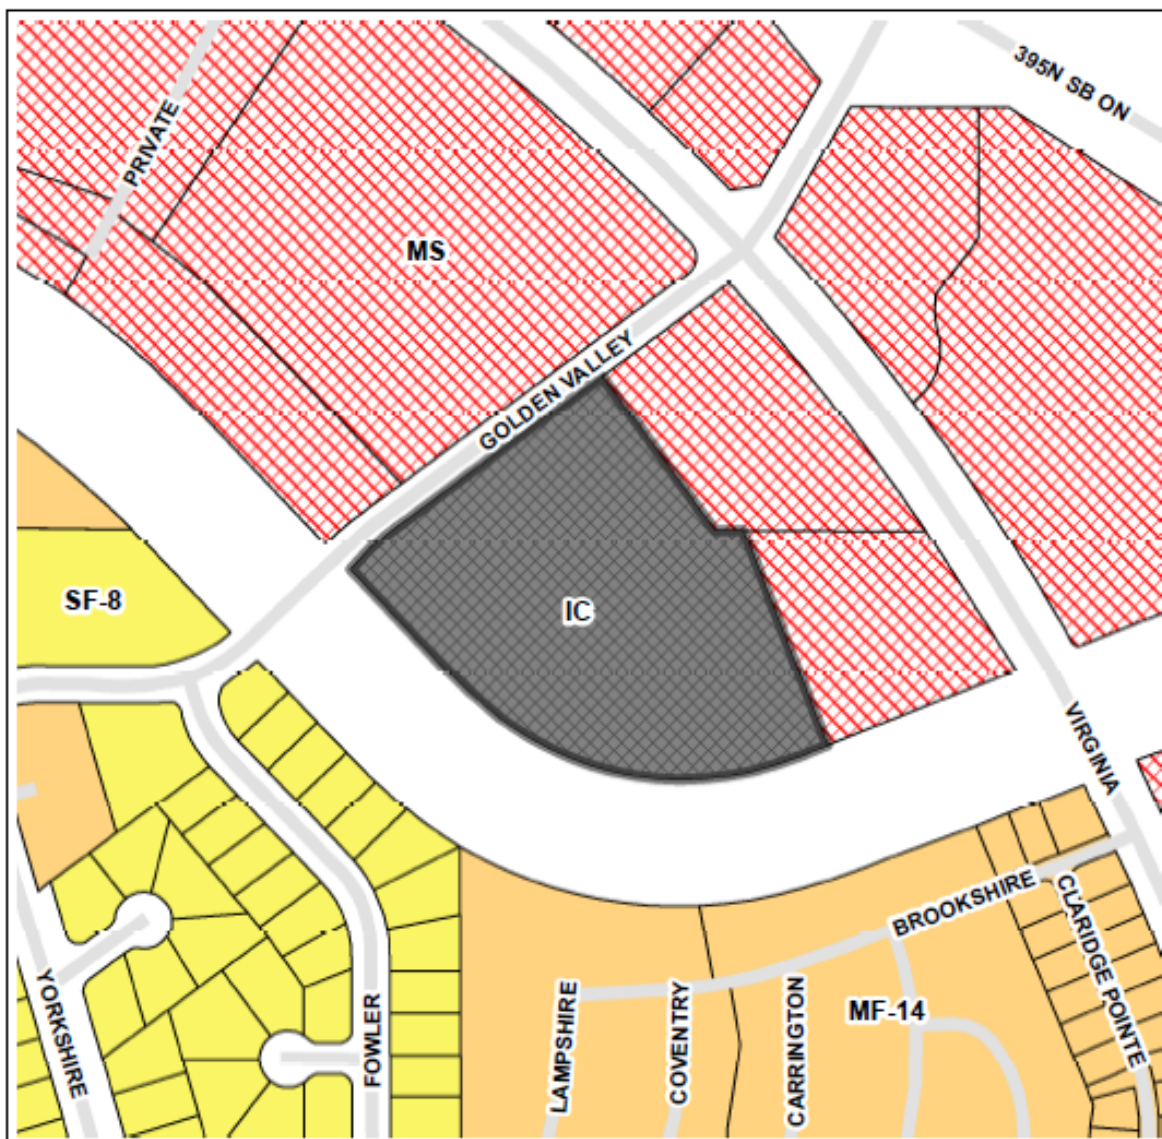 395N SB ON
PRIVATE
MS
GOLDEN VALLEY
SF-8
IC
VIRGINIA
BROOKSHIRE
CLARIDGE POINTE
YORKSHIRE
FOWLER
LAMPSHIRE
COVENTRY
CARRINGTON
MF-14